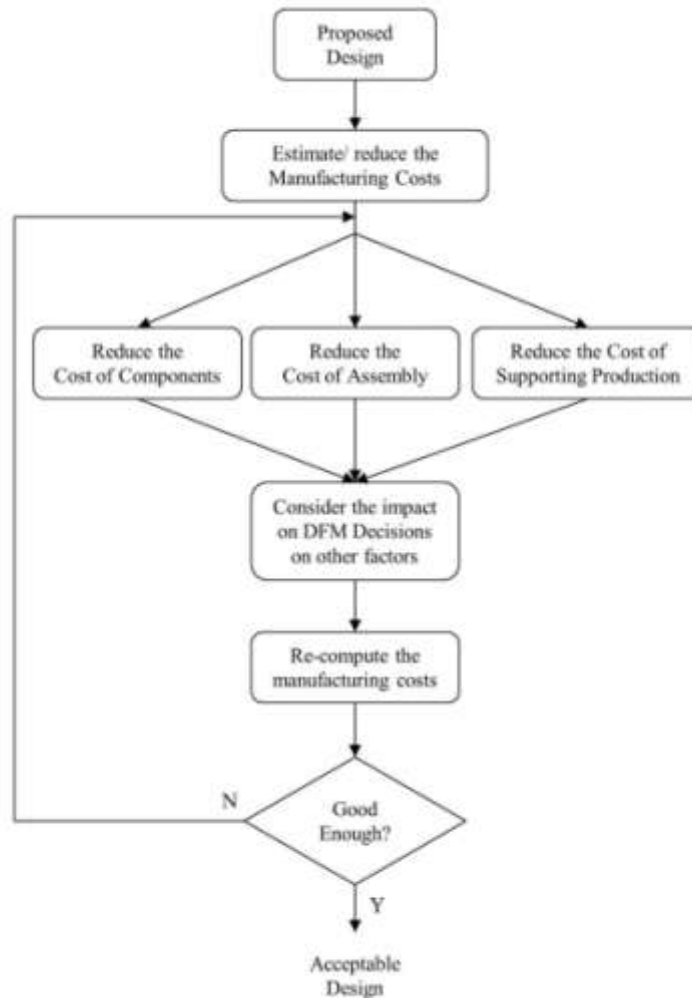 Proposed
Design
Estimate/ reduce the
Manufacturing Costs
Reduce the
Cost of Components
Reduce the
Cost of Assembly
Reduce the Cost of
Supporting Production
Consider the impact
on DFM Decisions
on other factors
Re-compute the
manufacturing costs
Good
Enough?
N
Y
Acceptable
Design